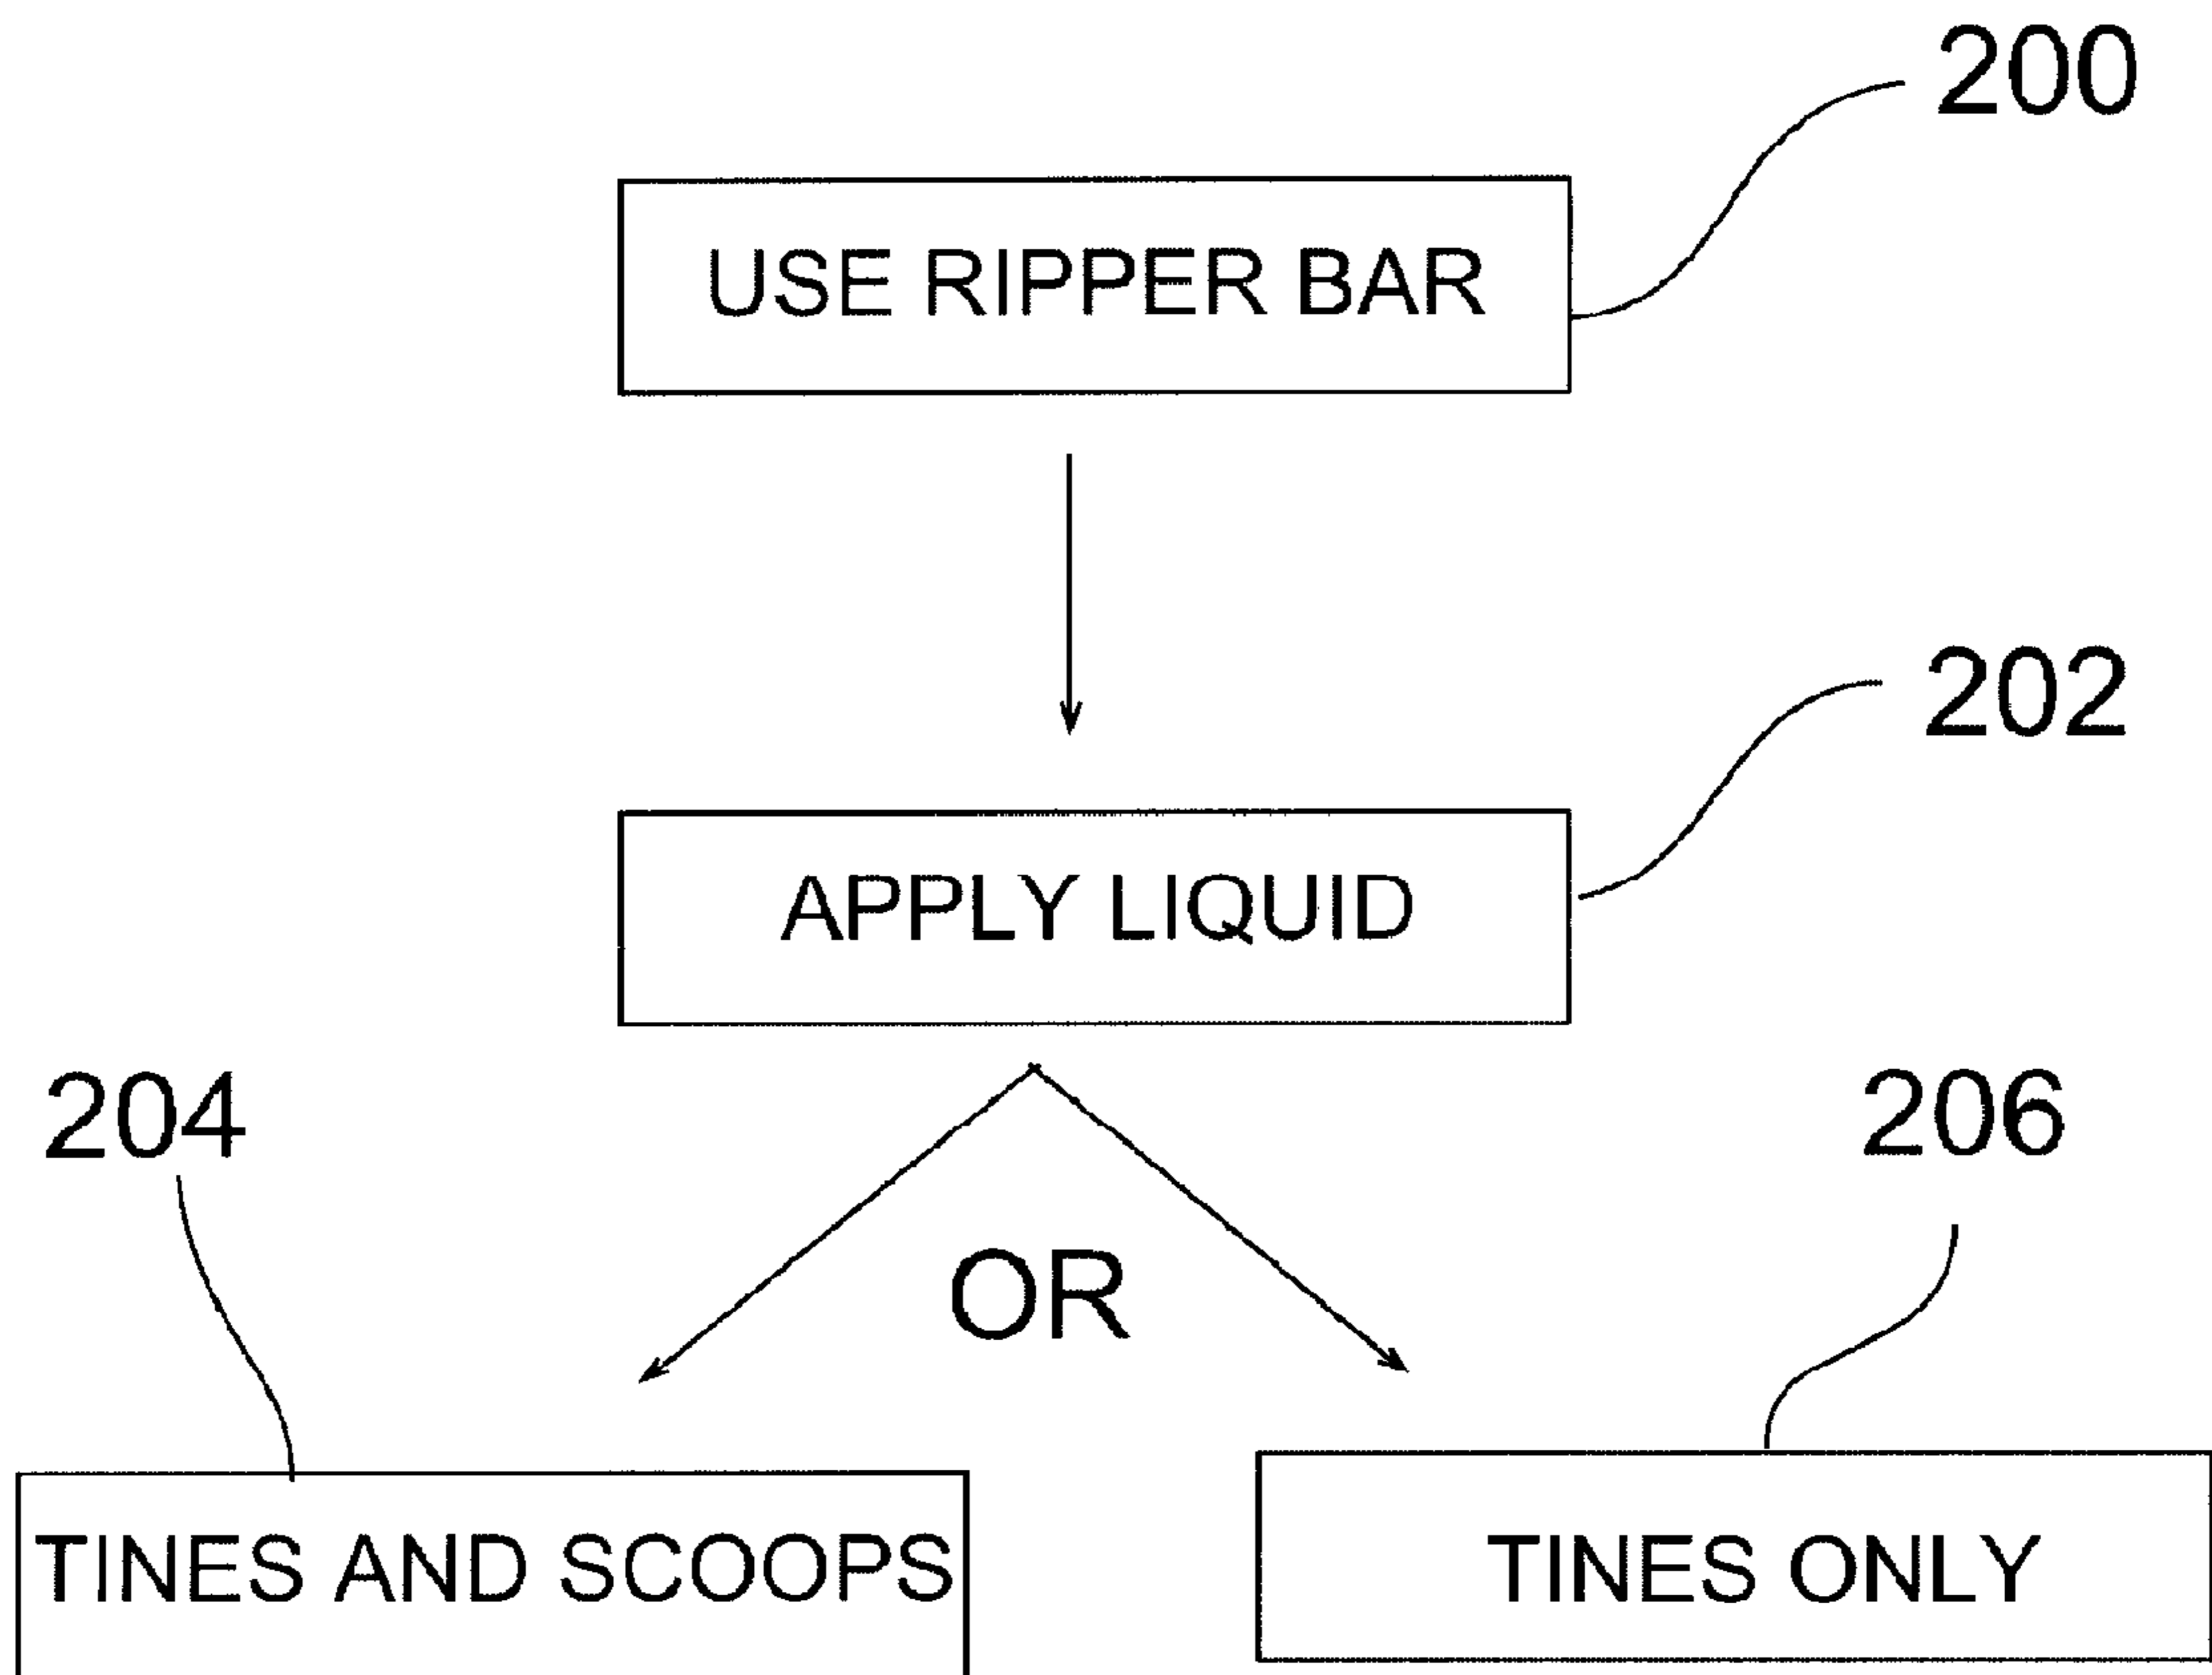 200
USE RIPPER BAR
202
APPLY LIQUID
204
206
OR
TINES AND SCOOPS
TINES ONLY